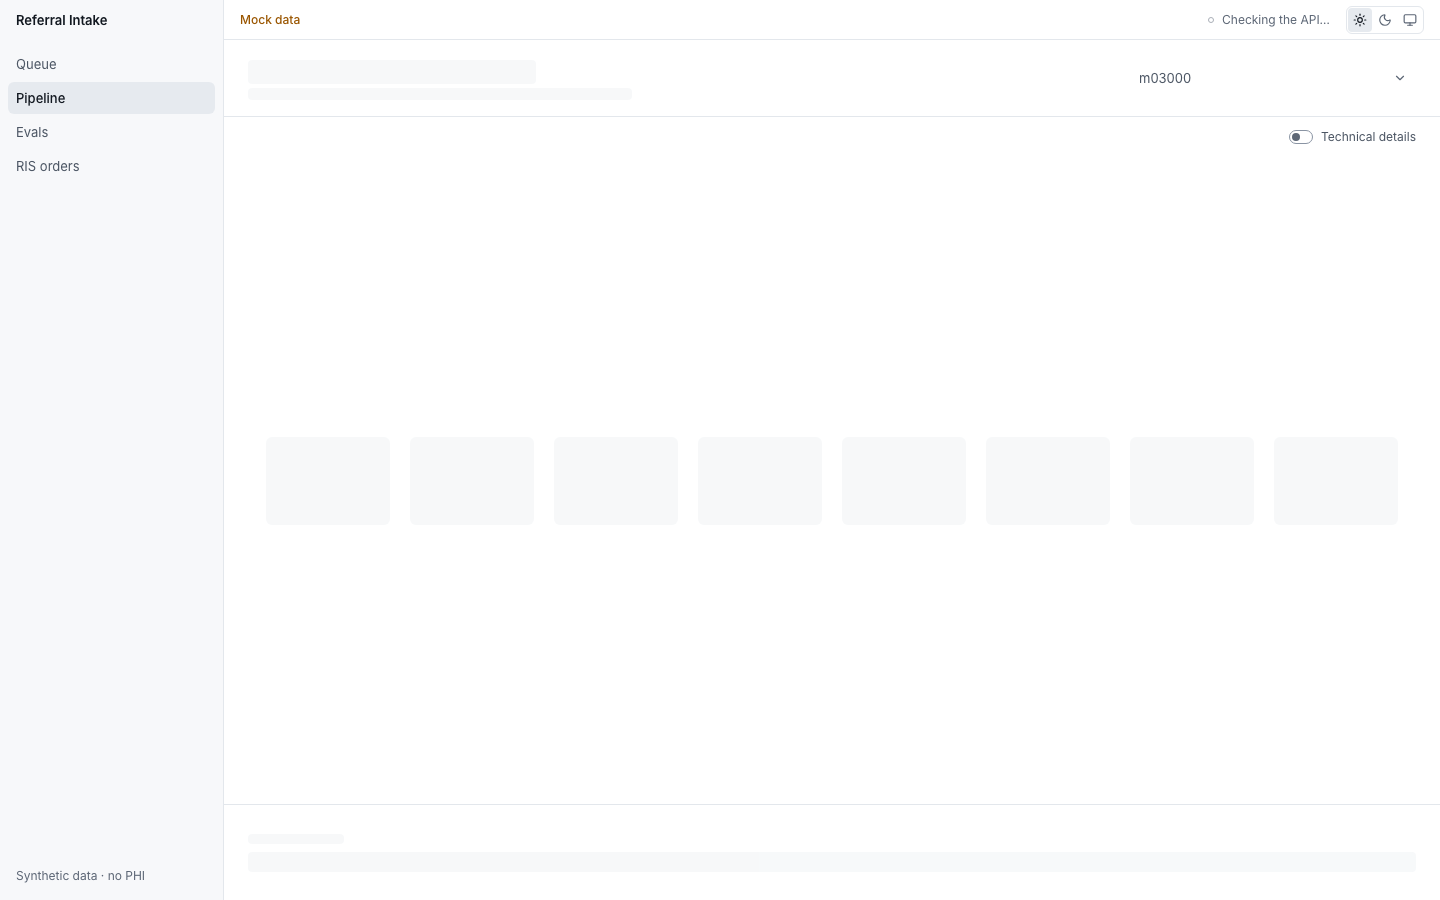 Referral Intake
Queue
Pipeline
Evals
RIS orders
Synthetic data · no PHI
Mock data
Checking the API...
m03000
Technical details